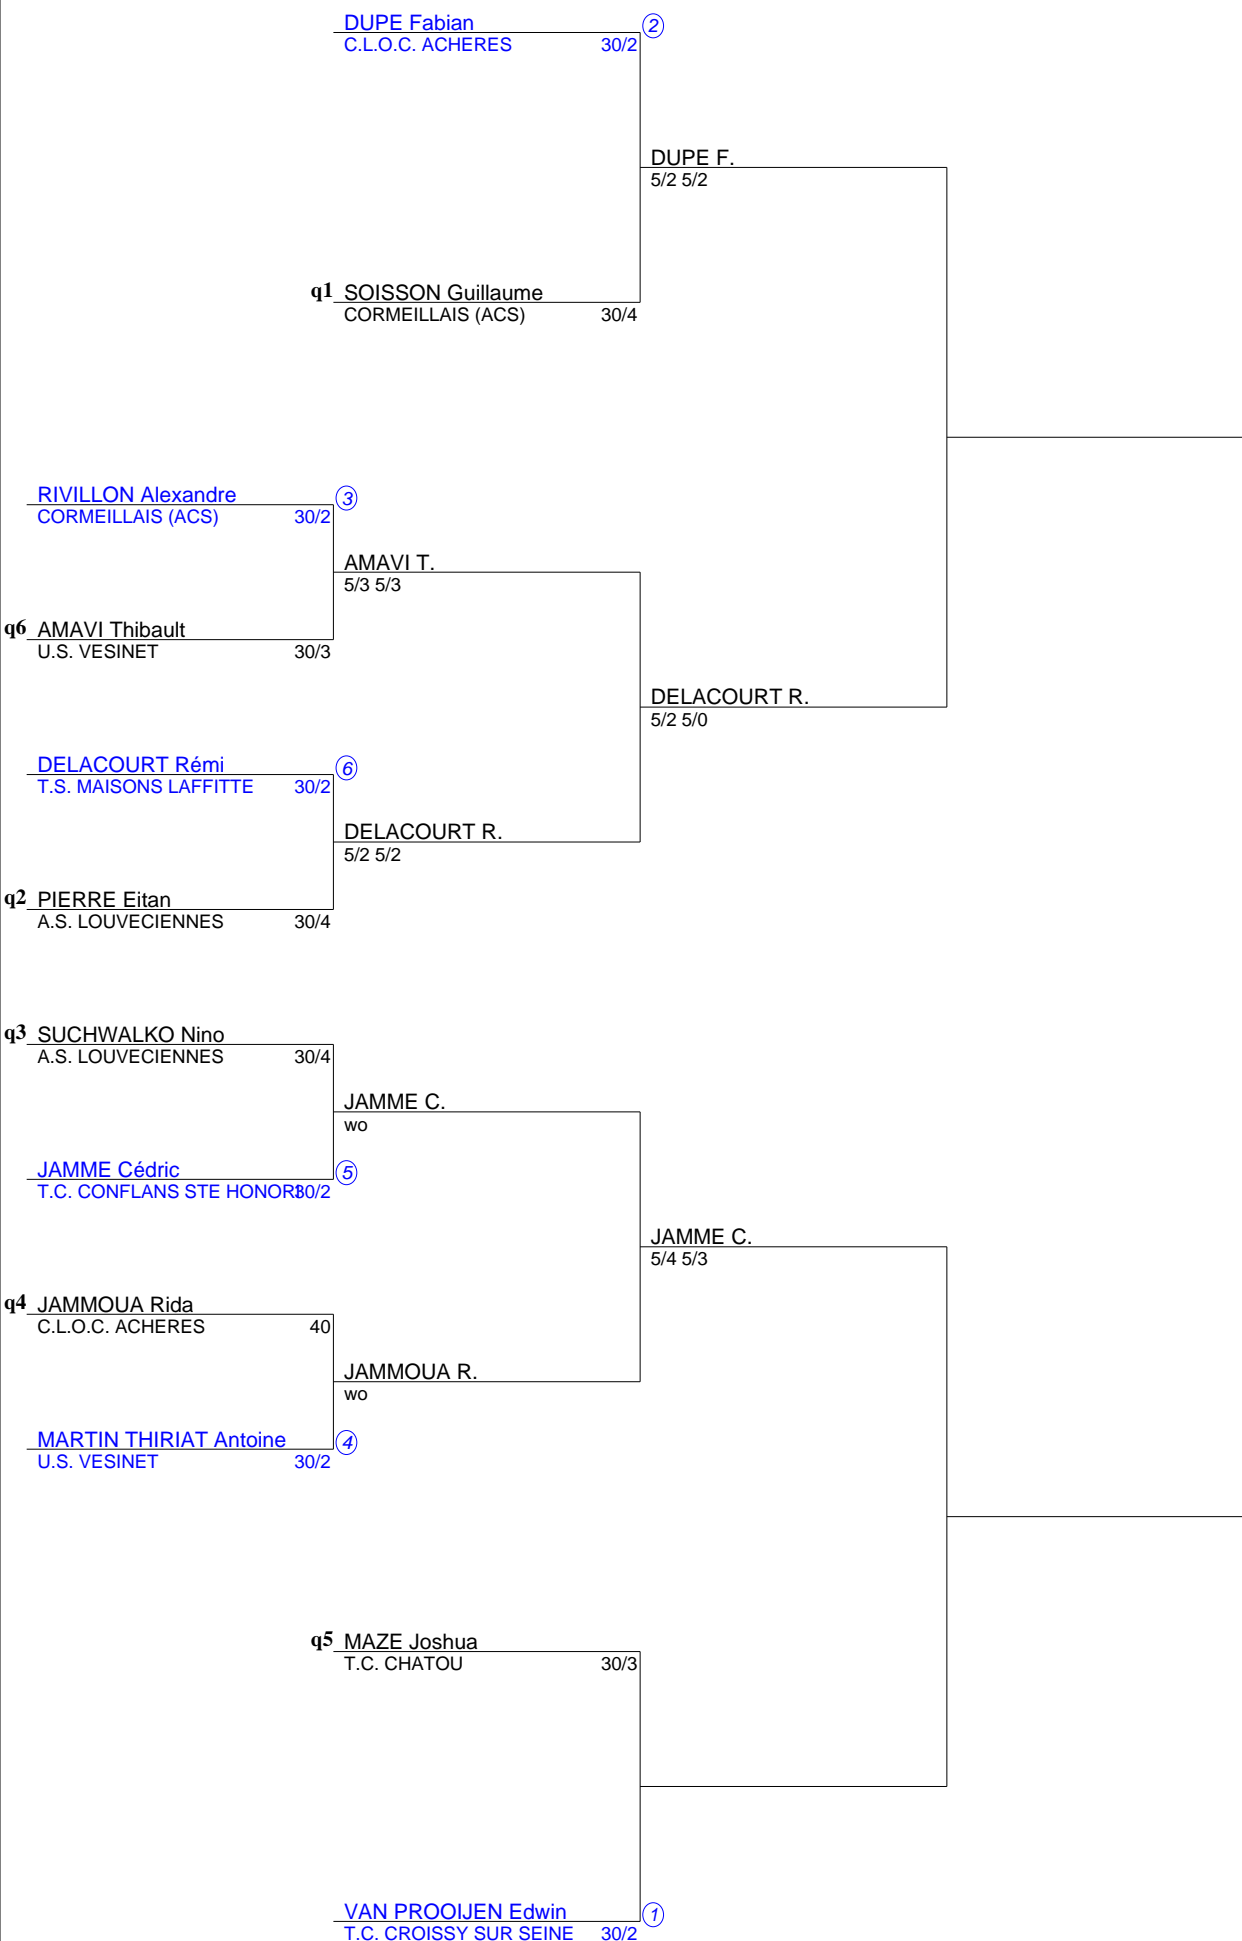 DUPE Fabian 2
C.L.O.C. ACHERES 30/2
DUPE F.
5/2 5/2
q1 SOISSON Guillaume
CORMEILLAIS (ACS) 30/4
RIVILLON Alexandre 3
CORMEILLAIS (ACS) 30/2
AMAVI T.
5/3 5/3
q6 AMAVI Thibault
U.S. VESINET 30/3
DELACOURT R.
5/2 5/0
DELACOURT Rémi 6
T.S. MAISONS LAFFITTE 30/2
DELACOURT R.
5/2 5/2
q2 PIERRE Eitan
A.S. LOUVECIENNES 30/4
q3 SUCHWALKO Nino
A.S. LOUVECIENNES 30/4
JAMME C.
wo
JAMME Cédric 5
T.C. CONFLANS STE HONORI 30/2
JAMME C.
5/4 5/3
q4 JAMMOUA Rida
C.L.O.C. ACHERES 40
JAMMOUA R.
wo
MARTIN THIRIAT Antoine 4
U.S. VESINET 30/2
q5 MAZE Joshua
T.C. CHATOU 30/3
VAN PROOIJEN Edwin 1
T.C. CROISSY SUR SEINE 30/2